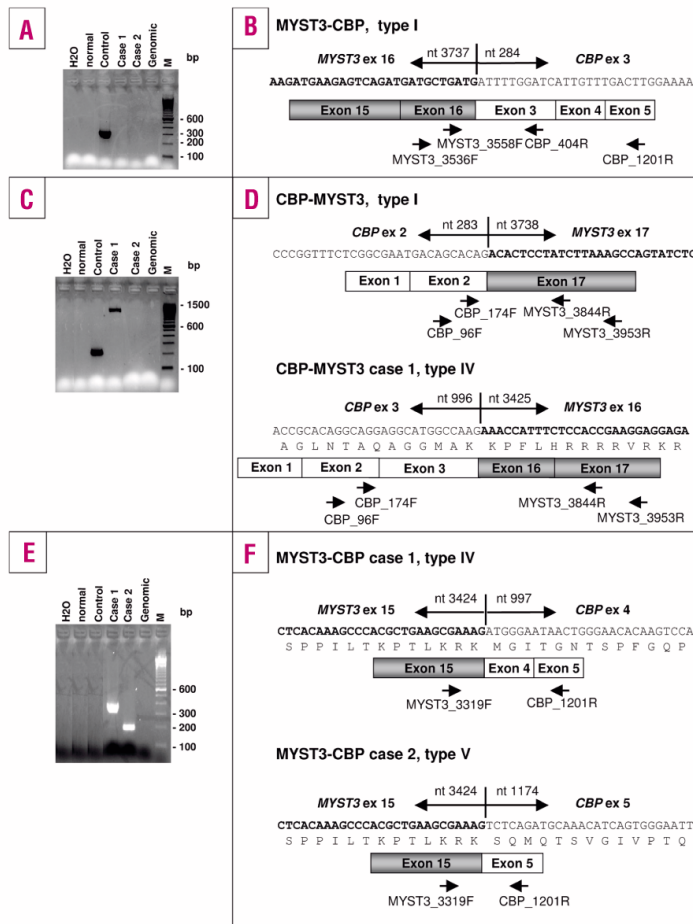 A
H2O
normal
Control
Case 1
Case 2
Genomic
M
bp
- 600
- 300
- 200
- 100
B
MYST3-CBP, type I
MYST3 ex 16
nt 3737
nt 284
CBP ex 3
AAGATGAAGAGTCAGATGATGCTGATGATTTTGGATCATTGTTTGACTTGGAAAA
Exon 15
Exon 16
Exon 3
Exon 4
Exon 5
MYST3_3558F
CBP_404R
MYST3_3536F
CBP_1201R
C
H2O
normal
Control
Case 1
Case 2
Genomic
M
bp
- 1500
- 600
- 100
D
CBP-MYST3, type I
CBP ex 2
nt 283
nt 3738
MYST3 ex 17
CCCGGTTTCTCGGCGAATGACAGCACAGACACTCCTATCTTAAAGCCAGTATCTC
Exon 1
Exon 2
Exon 17
CBP_174F
MYST3_3844R
CBP_96F
MYST3_3953R
CBP-MYST3 case 1, type IV
CBP ex 3
nt 996
nt 3425
MYST3 ex 16
ACCGCACAGGCAGGAGGCATGGCCAAGAAACCATTTCTCCACCGAAGGAGGAGA
A G L N T A Q A G G M A K K P F L H R R R R V R K R
Exon 1
Exon 2
Exon 3
Exon 16
Exon 17
CBP_174F
MYST3_3844R
CBP_96F
MYST3_3953R
E
H2O
normal
Control
Case 1
Case 2
Genomic
M
bp
- 600
- 300
- 200
- 100
F
MYST3-CBP case 1, type IV
MYST3 ex 15
nt 3424
nt 997
CBP ex 4
CTCACAAAGCCCACGCTGAAGCGAAAGATGGGAATAACTGGGAACACAAGTCCA
S P P I L T K P T L K R K M G I T G N T S P F G Q P
Exon 15
Exon 4
Exon 5
MYST3_3319F
CBP_1201R
MYST3-CBP case 2, type V
MYST3 ex 15
nt 3424
nt 1174
CBP ex 5
CTCACAAAGCCCACGCTGAAGCGAAAGTCTCAGATGCAAACATCAGTGGGAATT
S P P I L T K P T L K R K S Q M Q T S V G I V P T Q
Exon 15
Exon 5
MYST3_3319F
CBP_1201R